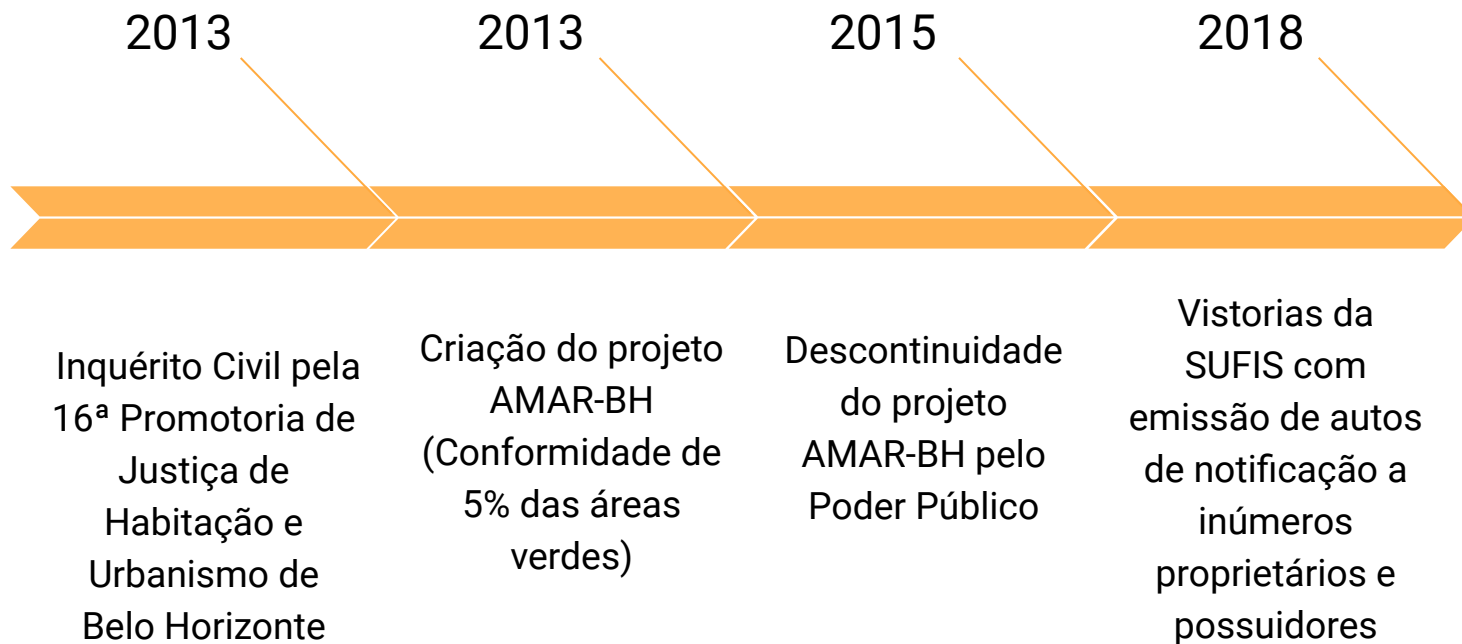 2013
2013
2015
2018
Inquérito Civil pela
16ª Promotoria de
Justiça de
Habitação e
Urbanismo de
Belo Horizonte
Criação do projeto
AMAR-BH
(Conformidade de
5% das áreas
verdes)
Descontinuidade
do projeto
AMAR-BH pelo
Poder Público
Vistorias da
SUFIS com
emissão de autos
de notificação a
inúmeros
proprietários e
possuidores